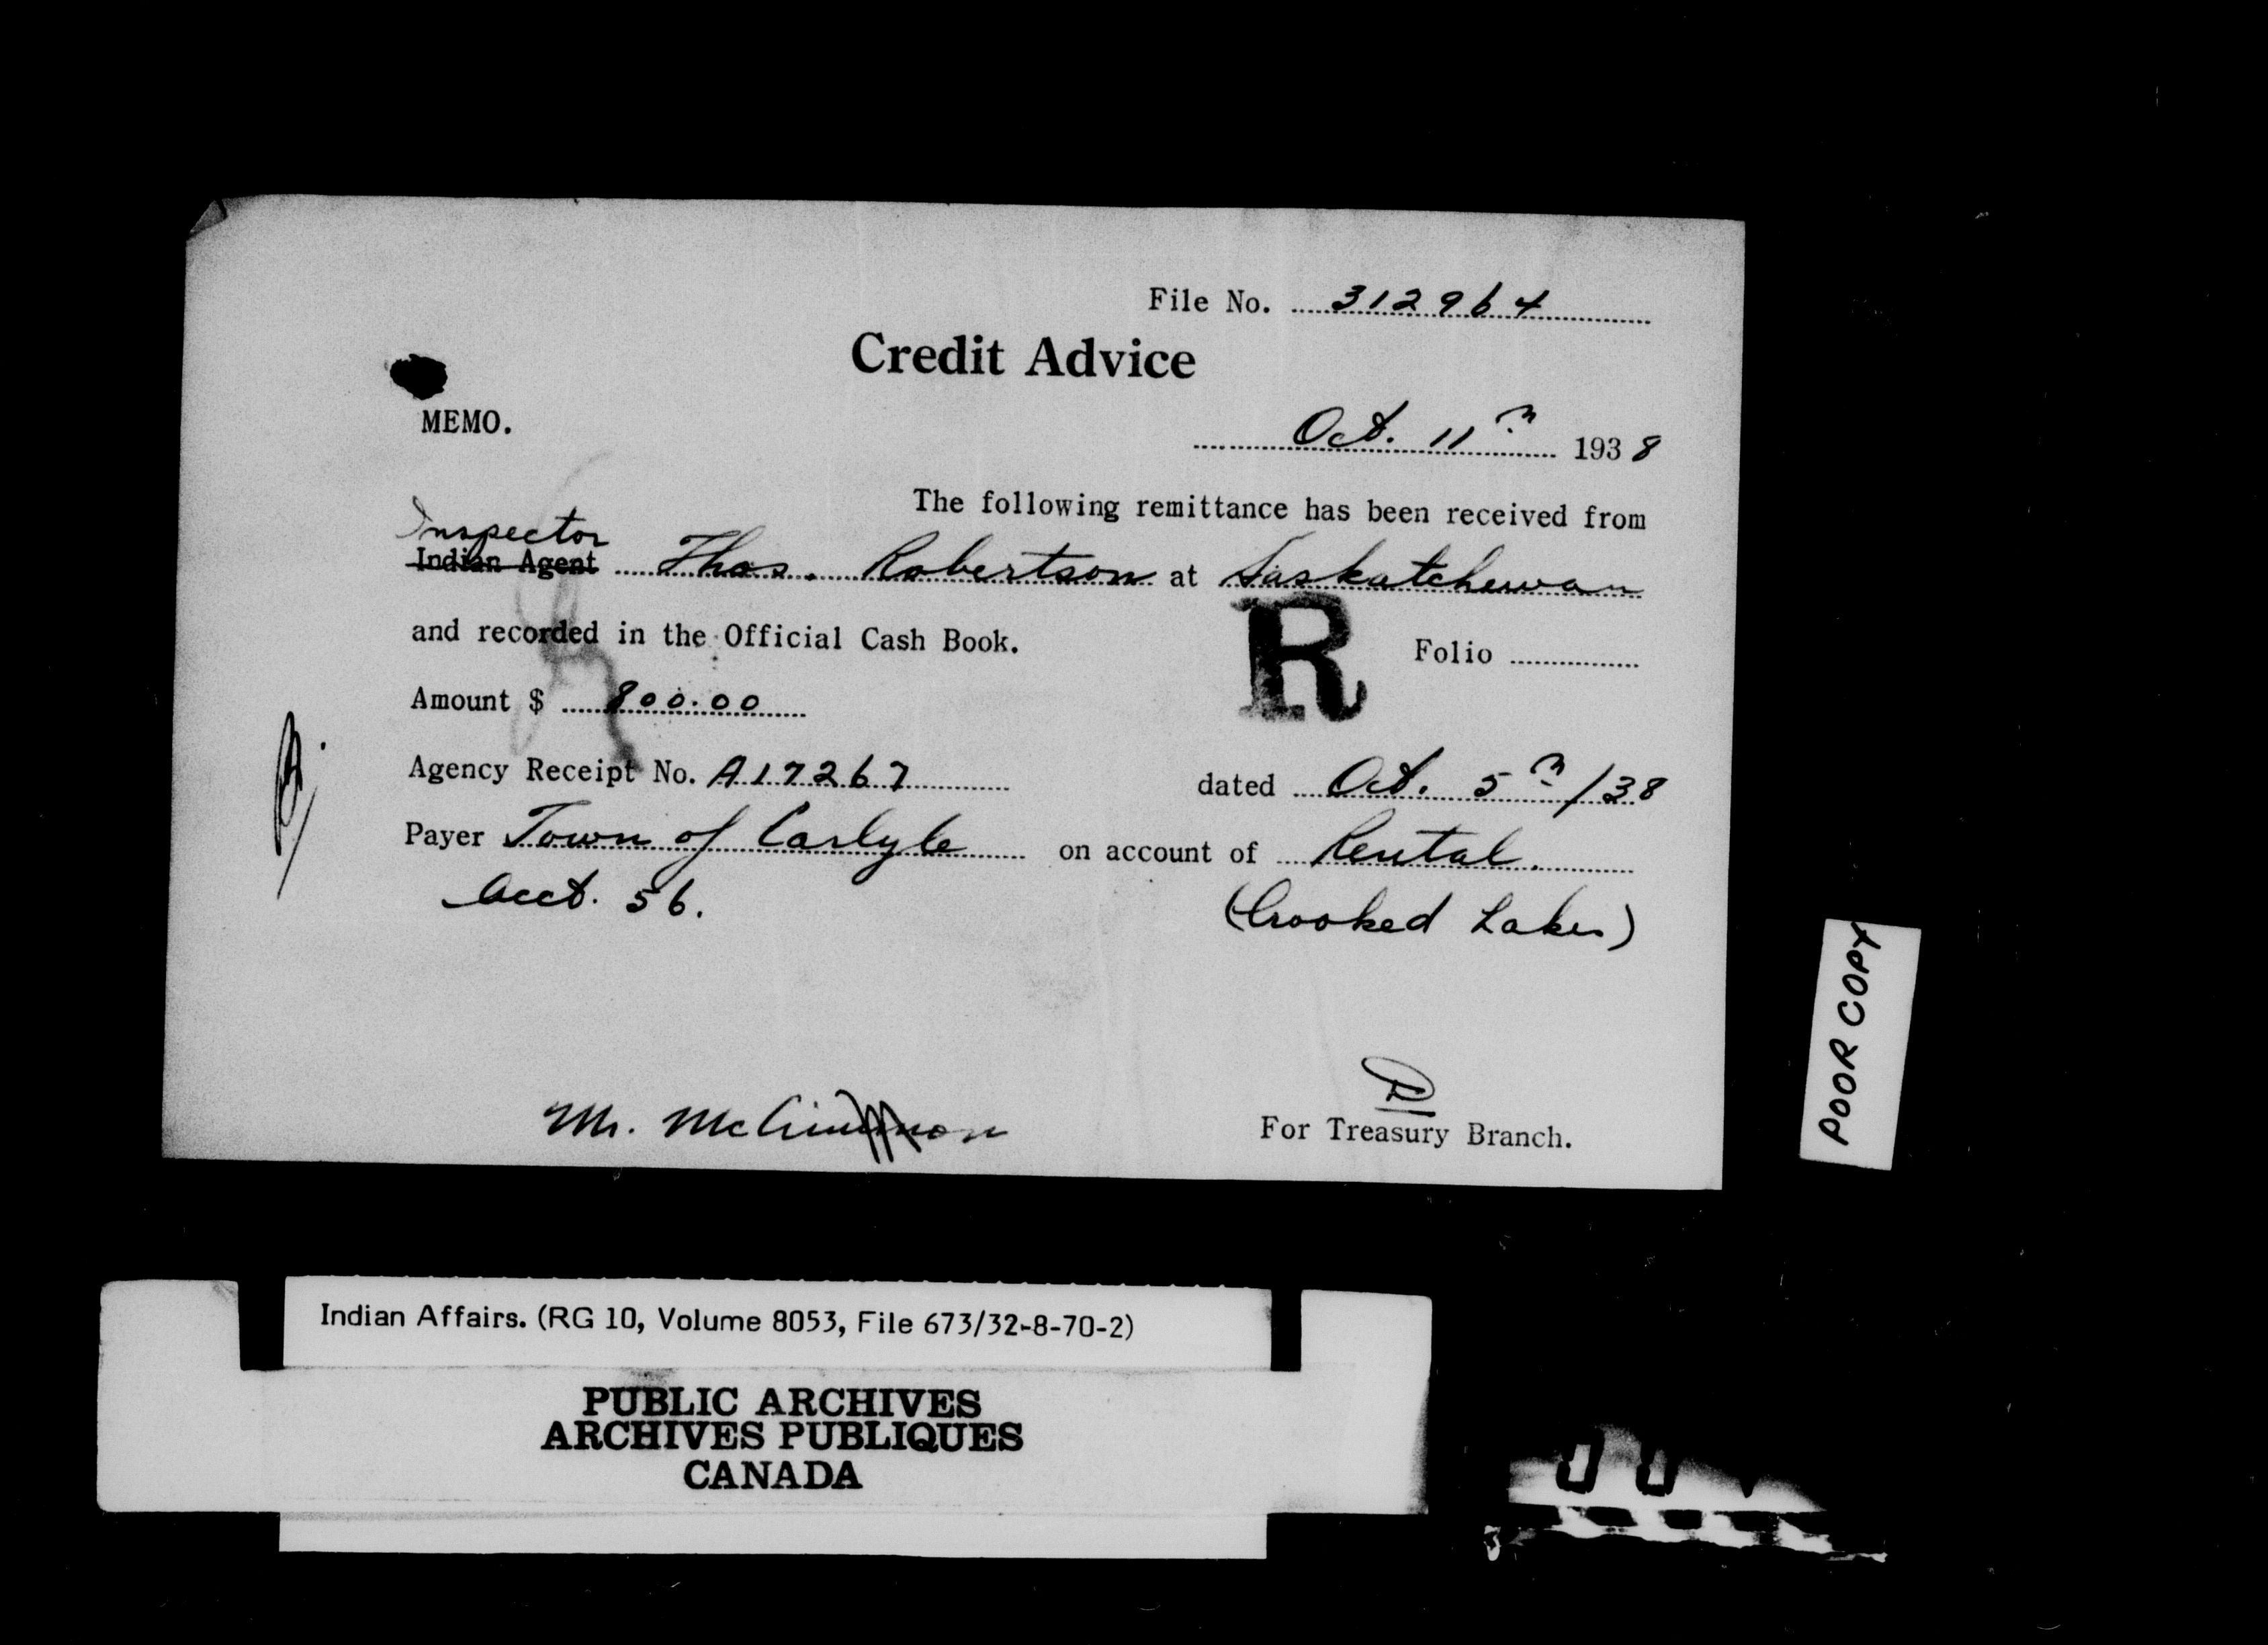 File No. 312964
Credit Advice
MEMO.
Oct. 11th 1938
The following remittance has been received from
Inspector
Indian Agent Thos. Robertson at Saskatchewan
and recorded in the Official Cash Book.
R
Folio
Amount $ 800.00
Agency Receipt No. A17267 dated Oct. 5th/38
Payer Town of Carlyle on account of Rental.
Acct. 56. (Crooked Lakes)
Mr.
For Treasury Branch.
POOR COPY
Indian Affairs. (RG 10, Volume 8053, File 673/32-8-70-2)
PUBLIC ARCHIVES
ARCHIVES PUBLIQUES
CANADA